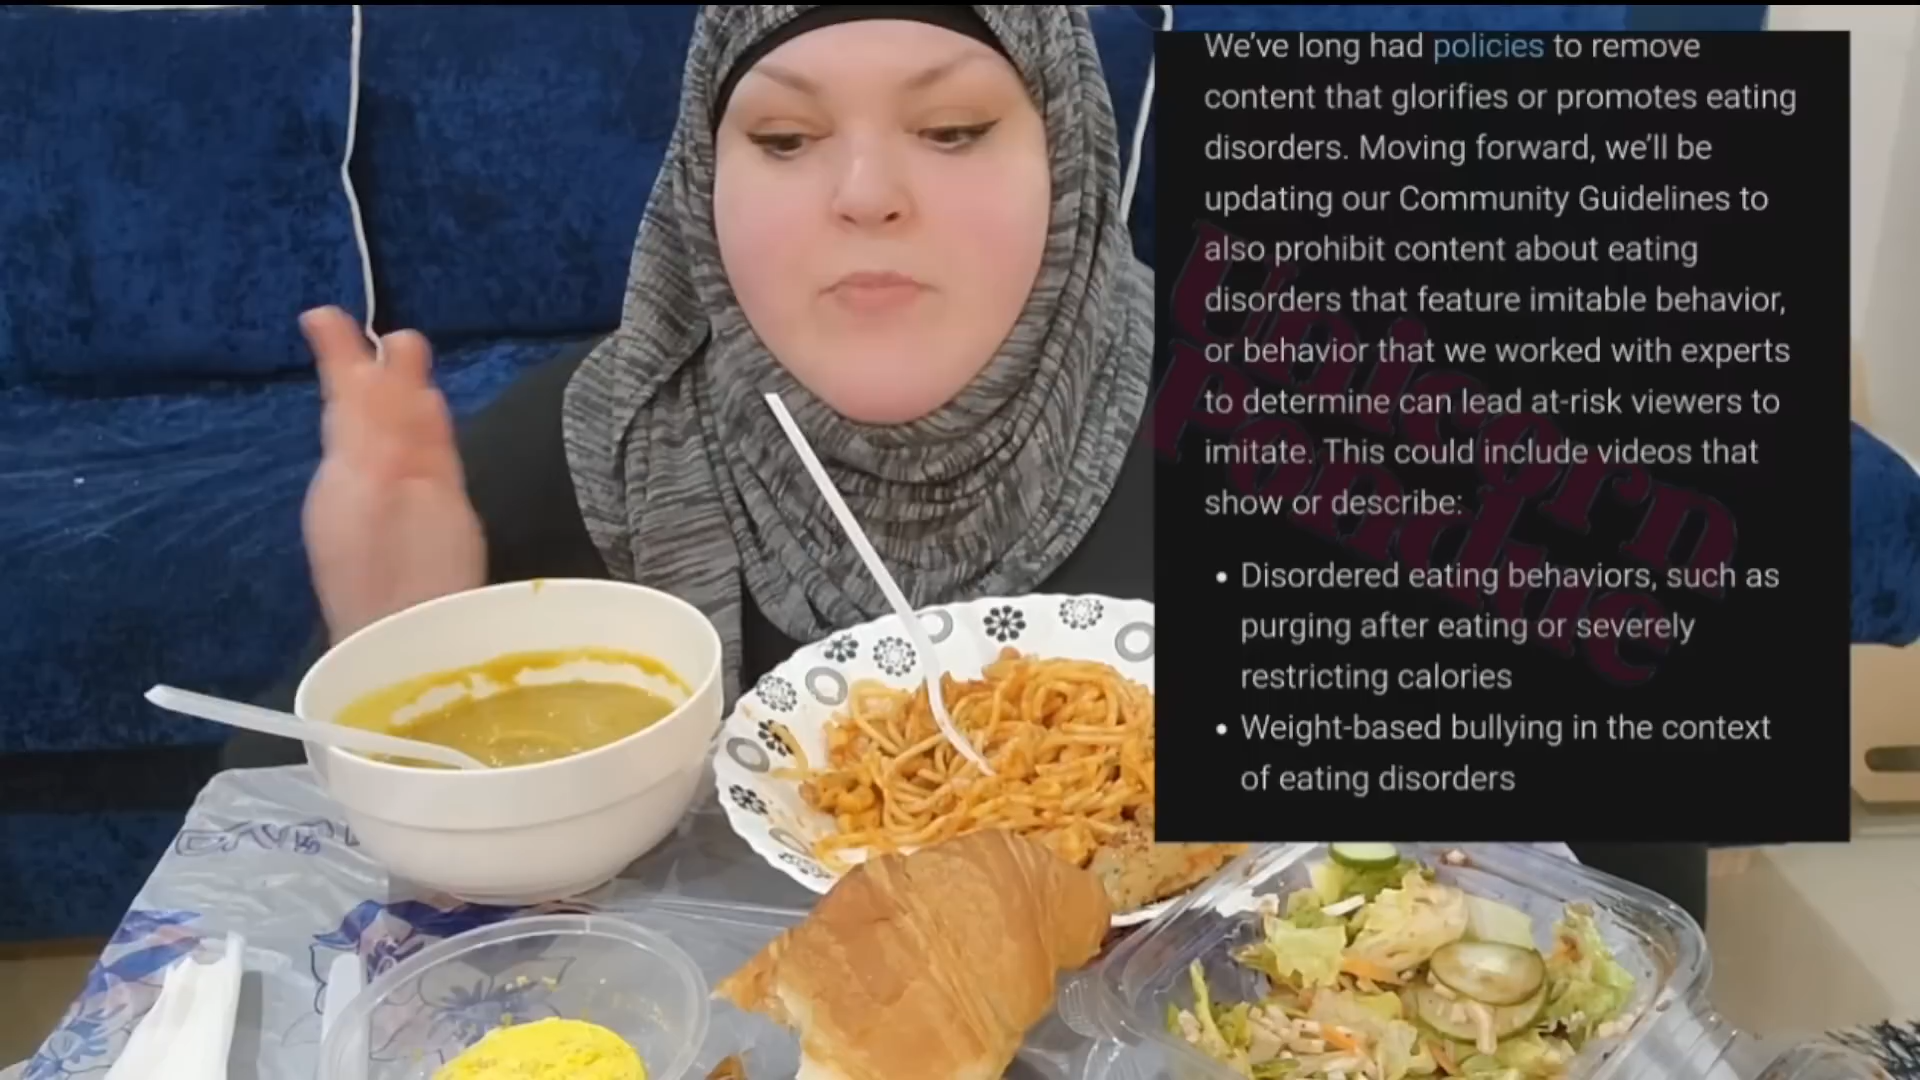 We’ve long had policies to remove
content that glorifies or promotes eating
disorders. Moving forward, we’ll be
updating our Community Guidelines to
also prohibit content about eating
disorders that feature imitable behavior,
or behavior that we worked with experts
to determine can lead at-risk viewers to
imitate. This could include videos that
show or describe:
• Disordered eating behaviors, such as
purging after eating or severely
restricting calories
• Weight-based bullying in the context
of eating disorders
Unicorn
Pondue